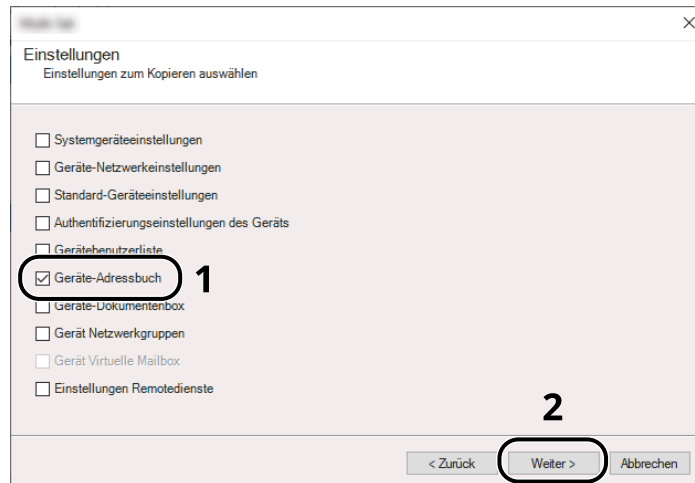 Einstellungen
Einstellungen zum Kopieren auswählen
Systemgeräteeinstellungen
Geräte-Netzwerkeinstellungen
Standard-Geräteeinstellungen
Authentifizierungseinstellungen des Geräts
Gerätebenutzerliste
Geräte-Adressbuch 1
Geräte-Dokumentenbox
Gerät Netzwerkgruppen
Gerät Virtuelle Mailbox
Einstellungen Remotedienste
2
< Zurück Weiter > Abbrechen